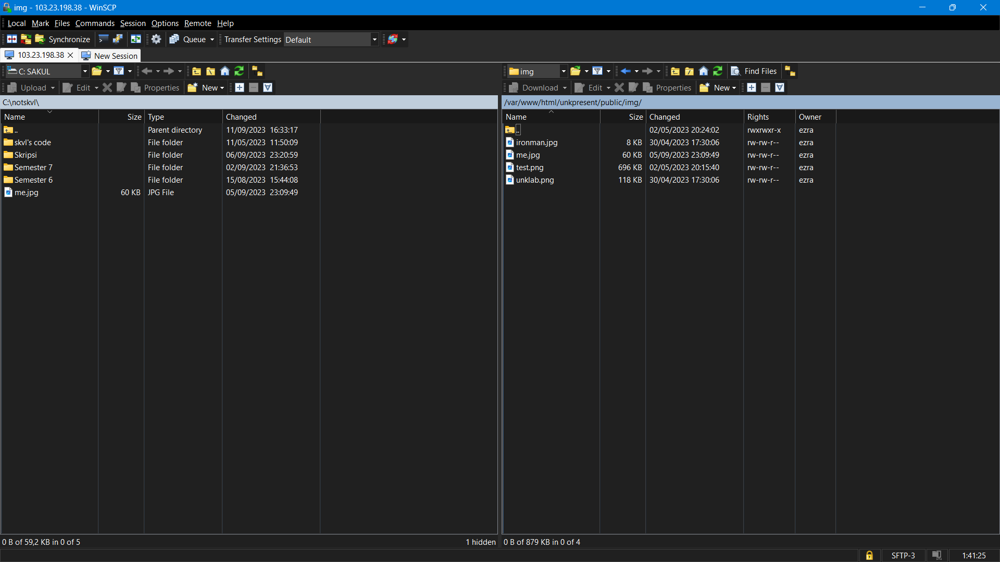 img - 103.23.198.38 - WinSCP
Local Mark Files Commands Session Options Remote Help
Synchronize Queue Transfer Settings Default
103.23.198.38 New Session
C: SAKUL
Upload Edit Properties New
C:\notskvl\
Name Size Type Changed
.. Parent directory 11/09/2023 16:33:17
skvl's code File folder 11/05/2023 11:50:09
Skripsi File folder 06/09/2023 23:20:59
Semester 7 File folder 02/09/2023 21:36:53
Semester 6 File folder 15/08/2023 15:44:08
me.jpg 60 KB JPG File 05/09/2023 23:09:49
0 B of 59,2 KB in 0 of 5 1 hidden
img Find Files
Download Edit Properties New
/var/www/html/unkpresent/public/img/
Name Size Changed Rights Owner
.. 02/05/2023 20:24:02 rwxrwxr-x ezra
ironman.jpg 8 KB 30/04/2023 17:30:06 rw-rw-r-- ezra
me.jpg 60 KB 05/09/2023 23:09:49 rw-rw-r-- ezra
test.png 696 KB 02/05/2023 20:15:40 rw-rw-r-- ezra
unklab.png 118 KB 30/04/2023 17:30:06 rw-rw-r-- ezra
0 B of 879 KB in 0 of 4
SFTP-3 1:41:25